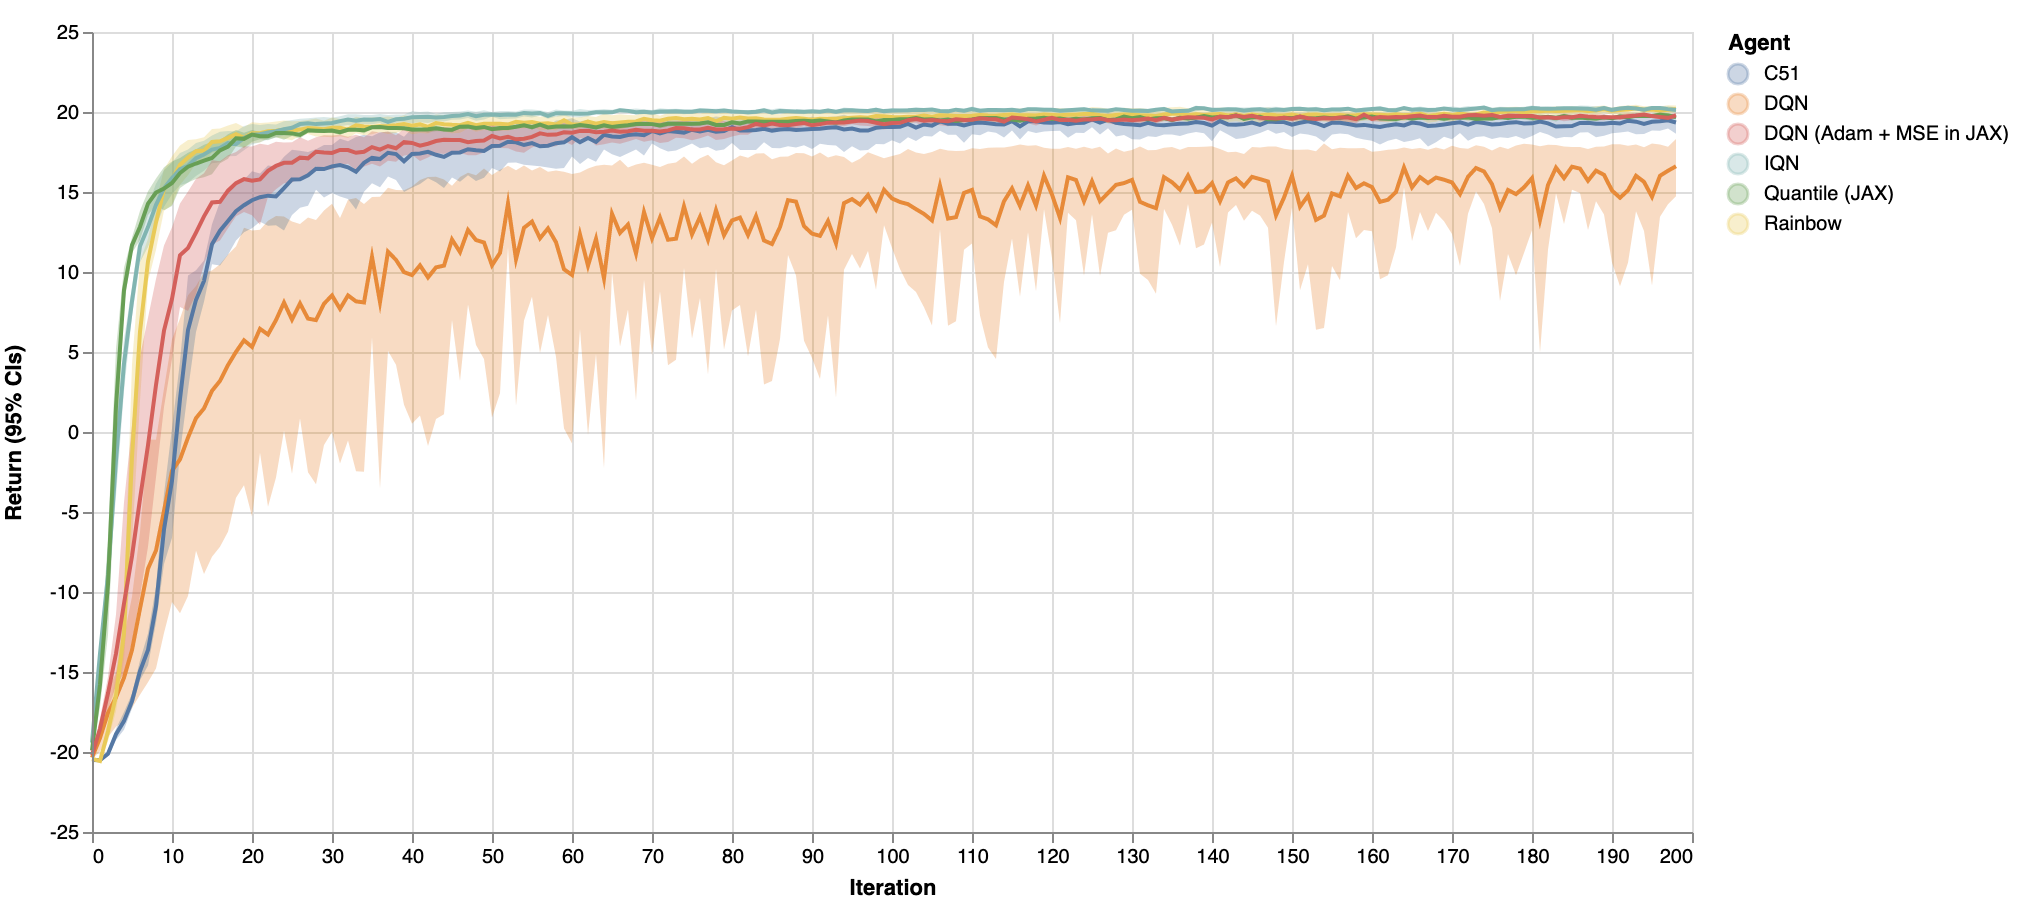 25
20
15
10
5
0
-5
-10
-15
-20
-25
Return (95% CIs)
0 10 20 30 40 50 60 70 80 90 100 110 120 130 140 150 160 170 180 190 200
Iteration
Agent
C51
DQN
DQN (Adam + MSE in JAX)
IQN
Quantile (JAX)
Rainbow